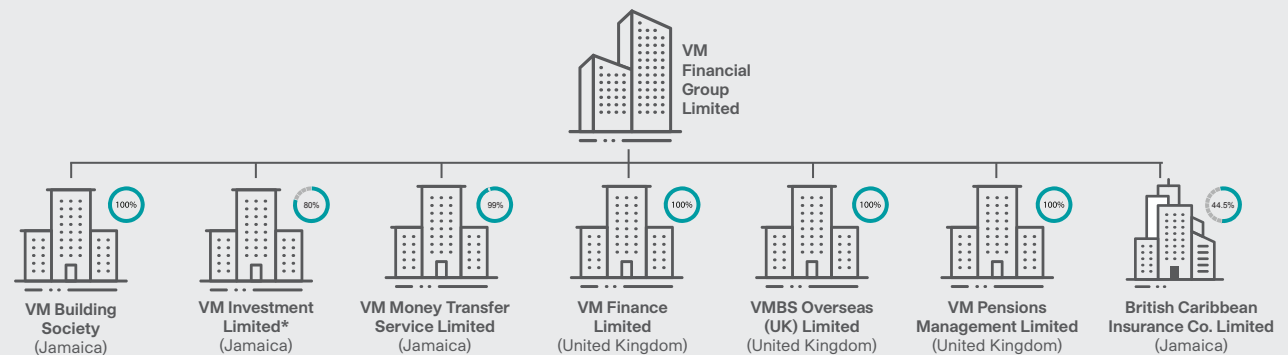 VM
Financial
Group
Limited
100%
80%
99%
100%
100%
100%
44.5%
VM Building
Society
(Jamaica)
VM Investment
Limited*
(Jamaica)
VM Money Transfer
Service Limited
(Jamaica)
VM Finance
Limited
(United Kingdom)
VMBS Overseas
(UK) Limited
(United Kingdom)
VM Pensions
Management Limited
(United Kingdom)
British Caribbean
Insurance Co. Limited
(Jamaica)